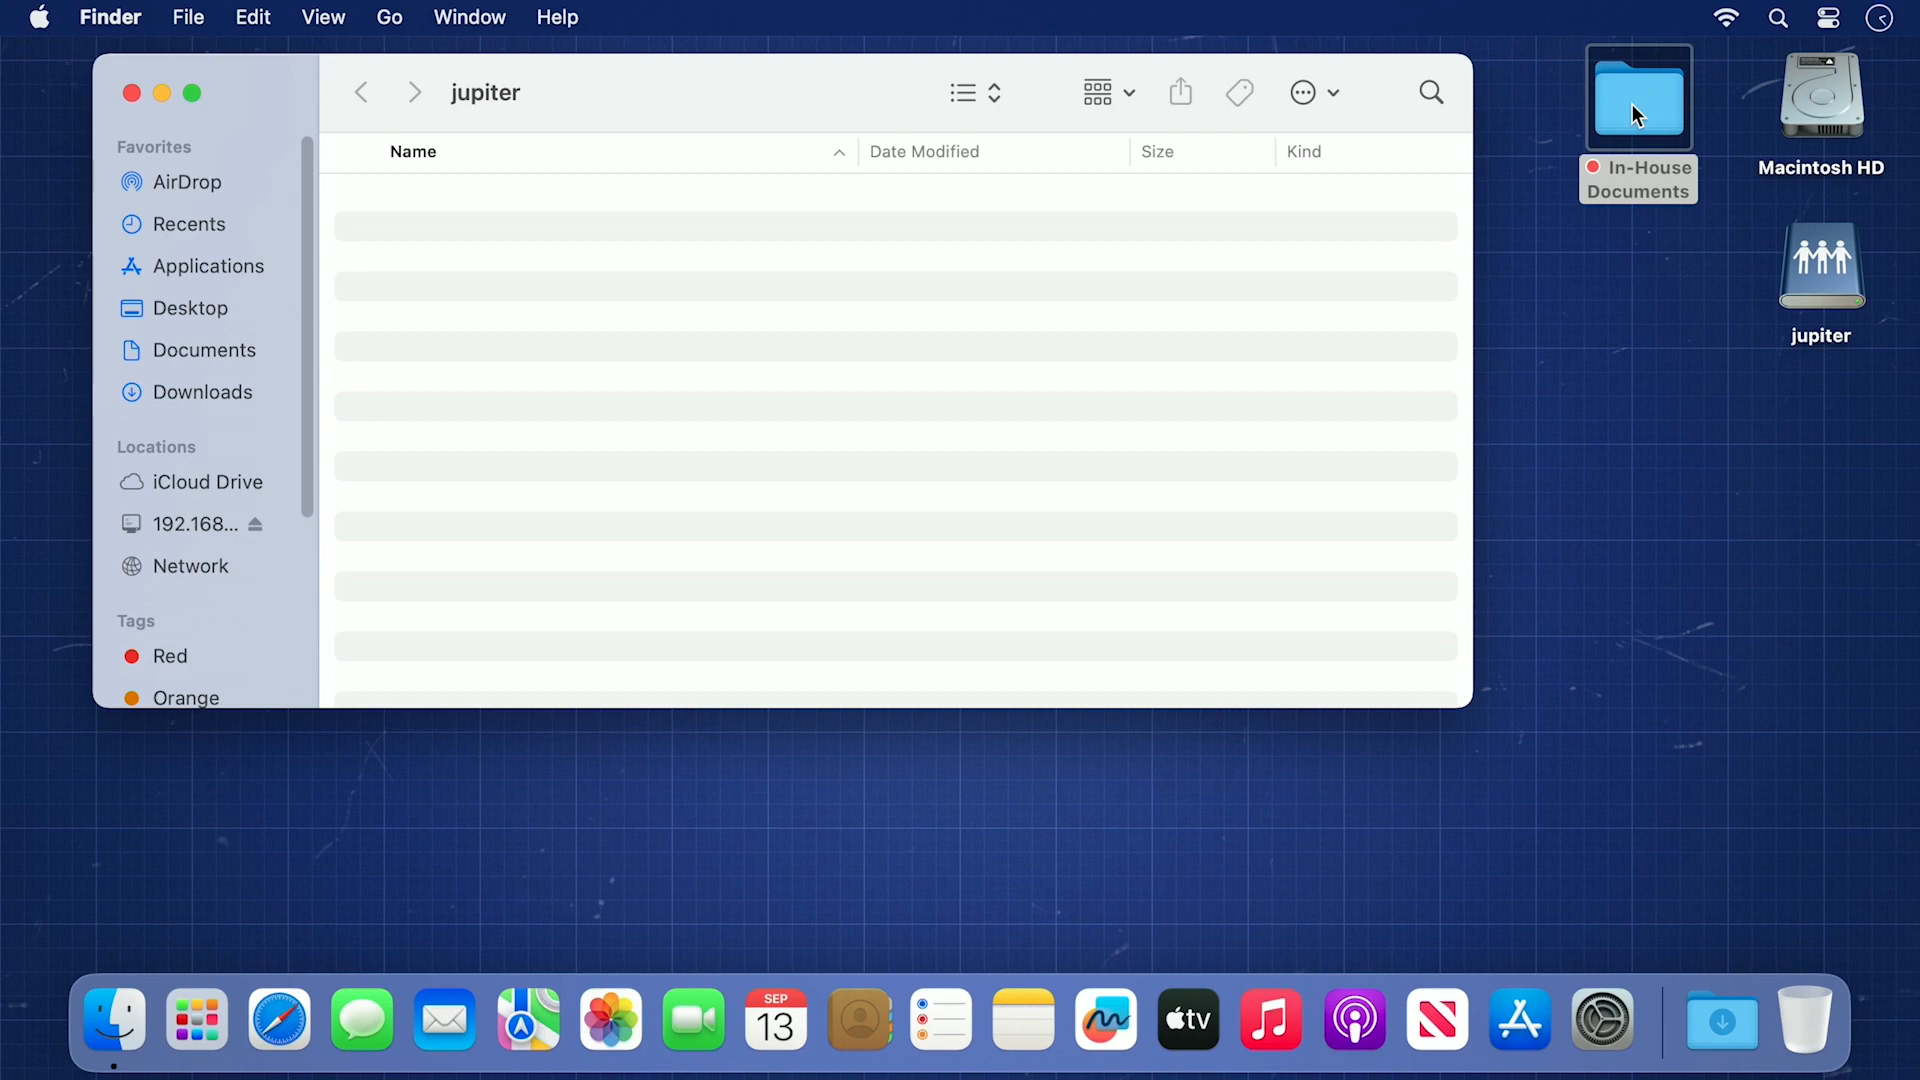 Finder File Edit View Go Window Help
jupiter
Name Date Modified Size Kind
Favorites
AirDrop
Recents
Applications
Desktop
Documents
Downloads
Locations
iCloud Drive
192.168...
Network
Tags
Red
Orange
In-House
Documents
Macintosh HD
jupiter
SEP
13
tv